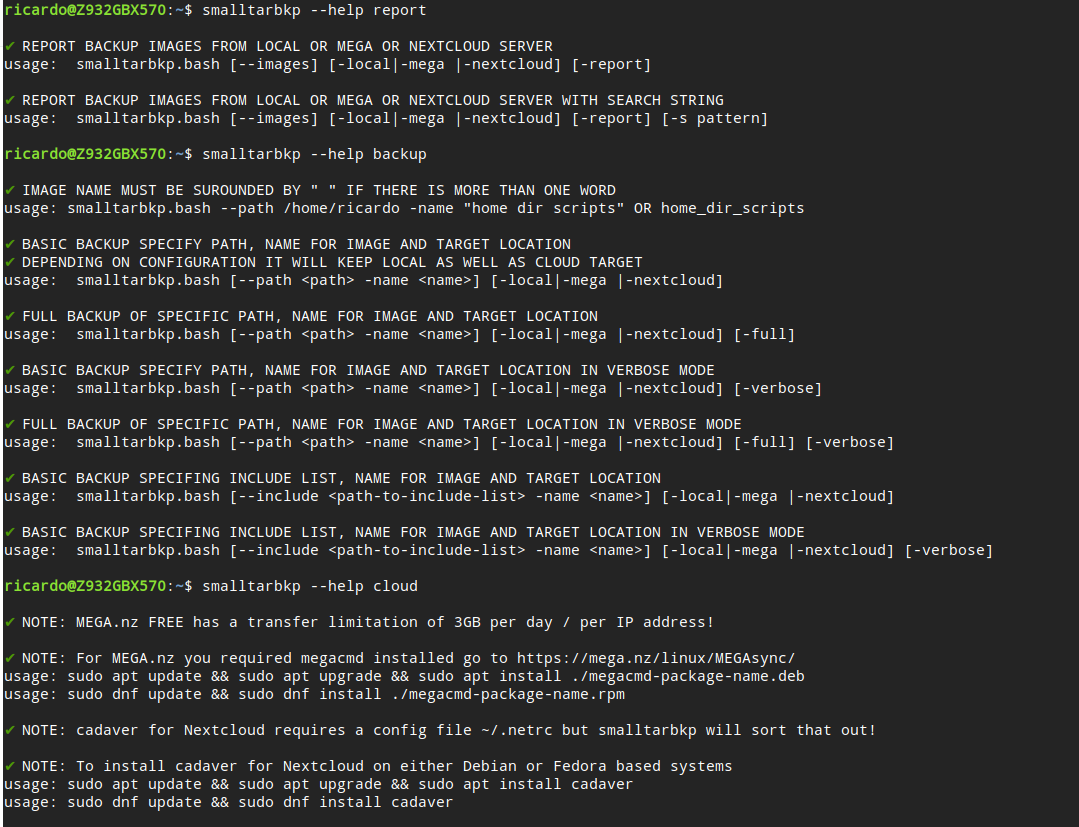 ricardo@Z932GBX570:~$ smalltarbkp --help report
✔ REPORT BACKUP IMAGES FROM LOCAL OR MEGA OR NEXTCLOUD SERVER
usage:  smalltarbkp.bash [--images] [-local|-mega |-nextcloud] [-report]
✔ REPORT BACKUP IMAGES FROM LOCAL OR MEGA OR NEXTCLOUD SERVER WITH SEARCH STRING
usage:  smalltarbkp.bash [--images] [-local|-mega |-nextcloud] [-report] [-s pattern]
ricardo@Z932GBX570:~$ smalltarbkp --help backup
✔ IMAGE NAME MUST BE SUROUNDED BY " " IF THERE IS MORE THAN ONE WORD
usage: smalltarbkp.bash --path /home/ricardo -name "home dir scripts" OR home_dir_scripts
✔ BASIC BACKUP SPECIFY PATH, NAME FOR IMAGE AND TARGET LOCATION
✔ DEPENDING ON CONFIGURATION IT WILL KEEP LOCAL AS WELL AS CLOUD TARGET
usage:  smalltarbkp.bash [--path <path> -name <name>] [-local|-mega |-nextcloud]
✔ FULL BACKUP OF SPECIFIC PATH, NAME FOR IMAGE AND TARGET LOCATION
usage:  smalltarbkp.bash [--path <path> -name <name>] [-local|-mega |-nextcloud] [-full]
✔ BASIC BACKUP SPECIFY PATH, NAME FOR IMAGE AND TARGET LOCATION IN VERBOSE MODE
usage:  smalltarbkp.bash [--path <path> -name <name>] [-local|-mega |-nextcloud] [-verbose]
✔ FULL BACKUP OF SPECIFIC PATH, NAME FOR IMAGE AND TARGET LOCATION IN VERBOSE MODE
usage:  smalltarbkp.bash [--path <path> -name <name>] [-local|-mega |-nextcloud] [-full] [-verbose]
✔ BASIC BACKUP SPECIFING INCLUDE LIST, NAME FOR IMAGE AND TARGET LOCATION
usage:  smalltarbkp.bash [--include <path-to-include-list> -name <name>] [-local|-mega |-nextcloud]
✔ BASIC BACKUP SPECIFING INCLUDE LIST, NAME FOR IMAGE AND TARGET LOCATION IN VERBOSE MODE
usage:  smalltarbkp.bash [--include <path-to-include-list> -name <name>] [-local|-mega |-nextcloud] [-verbose]
ricardo@Z932GBX570:~$ smalltarbkp --help cloud
✔ NOTE: MEGA.nz FREE has a transfer limitation of 3GB per day / per IP address!
✔ NOTE: For MEGA.nz you required megacmd installed go to https://mega.nz/linux/MEGAsync/
usage: sudo apt update && sudo apt upgrade && sudo apt install ./megacmd-package-name.deb
usage: sudo dnf update && sudo dnf install ./megacmd-package-name.rpm
✔ NOTE: cadaver for Nextcloud requires a config file ~/.netrc but smalltarbkp will sort that out!
✔ NOTE: To install cadaver for Nextcloud on either Debian or Fedora based systems
usage: sudo apt update && sudo apt upgrade && sudo apt install cadaver
usage: sudo dnf update && sudo dnf install cadaver